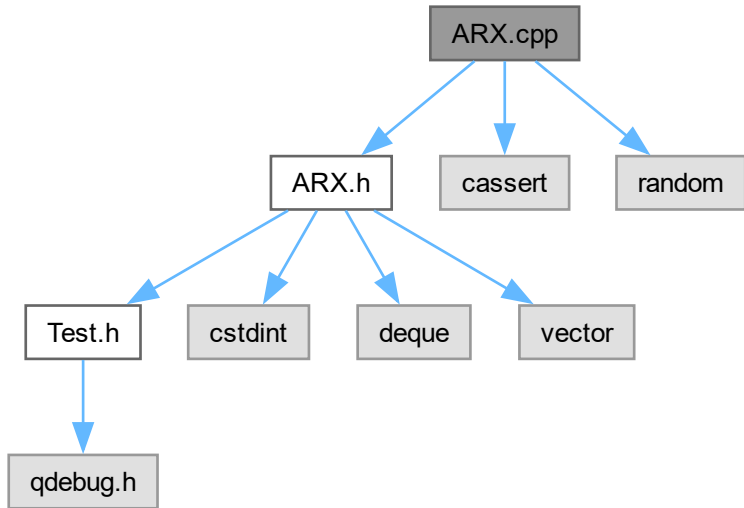 ARX.cpp
ARX.h
cassert
random
Test.h
cstdint
deque
vector
qdebug.h